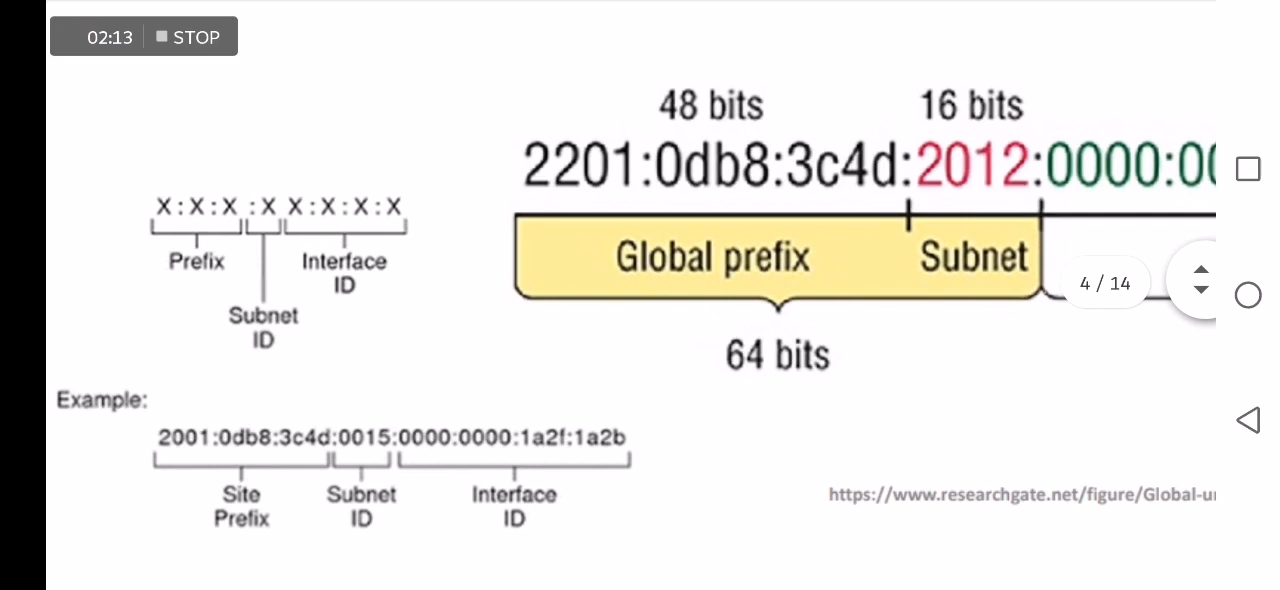 02:13 STOP
48 bits 16 bits
2201:0db8:3c4d:2012:0000:00
Global prefix Subnet
64 bits
4 / 14
X:X:X :X X:X:X:X
Prefix
Interface
ID
Subnet
ID
Example:
2001:0db8:3c4d:0015:0000:0000:1a2f:1a2b
Site
Prefix
Subnet
ID
Interface
ID
https://www.researchgate.net/figure/Global-u